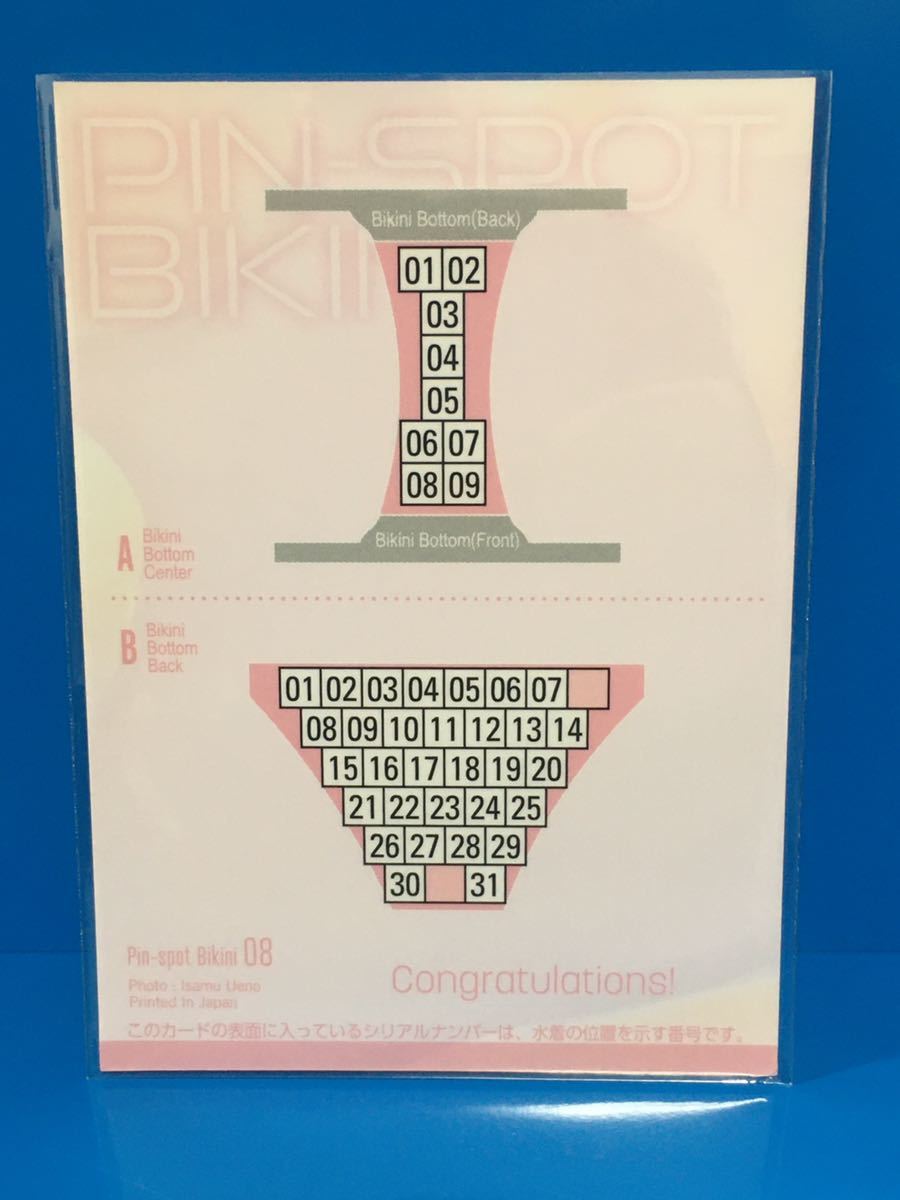 PIN-SPOT
BIKINI
Bikini Bottom(Back)
01 02
03
04
05
06 07
08 09
Bikini Bottom(Front)
A Bikini
Bottom
Center
B Bikini
Bottom
Back
01 02 03 04 05 06 07
08 09 10 11 12 13 14
15 16 17 18 19 20
21 22 23 24 25
26 27 28 29
30 31
Pin-spot Bikini 08
Photo : Isamu Ueno
Printed In Japan
Congratulations!
このカードの表面に入っているシリアルナンバーは、水着の位置を示す番号です。